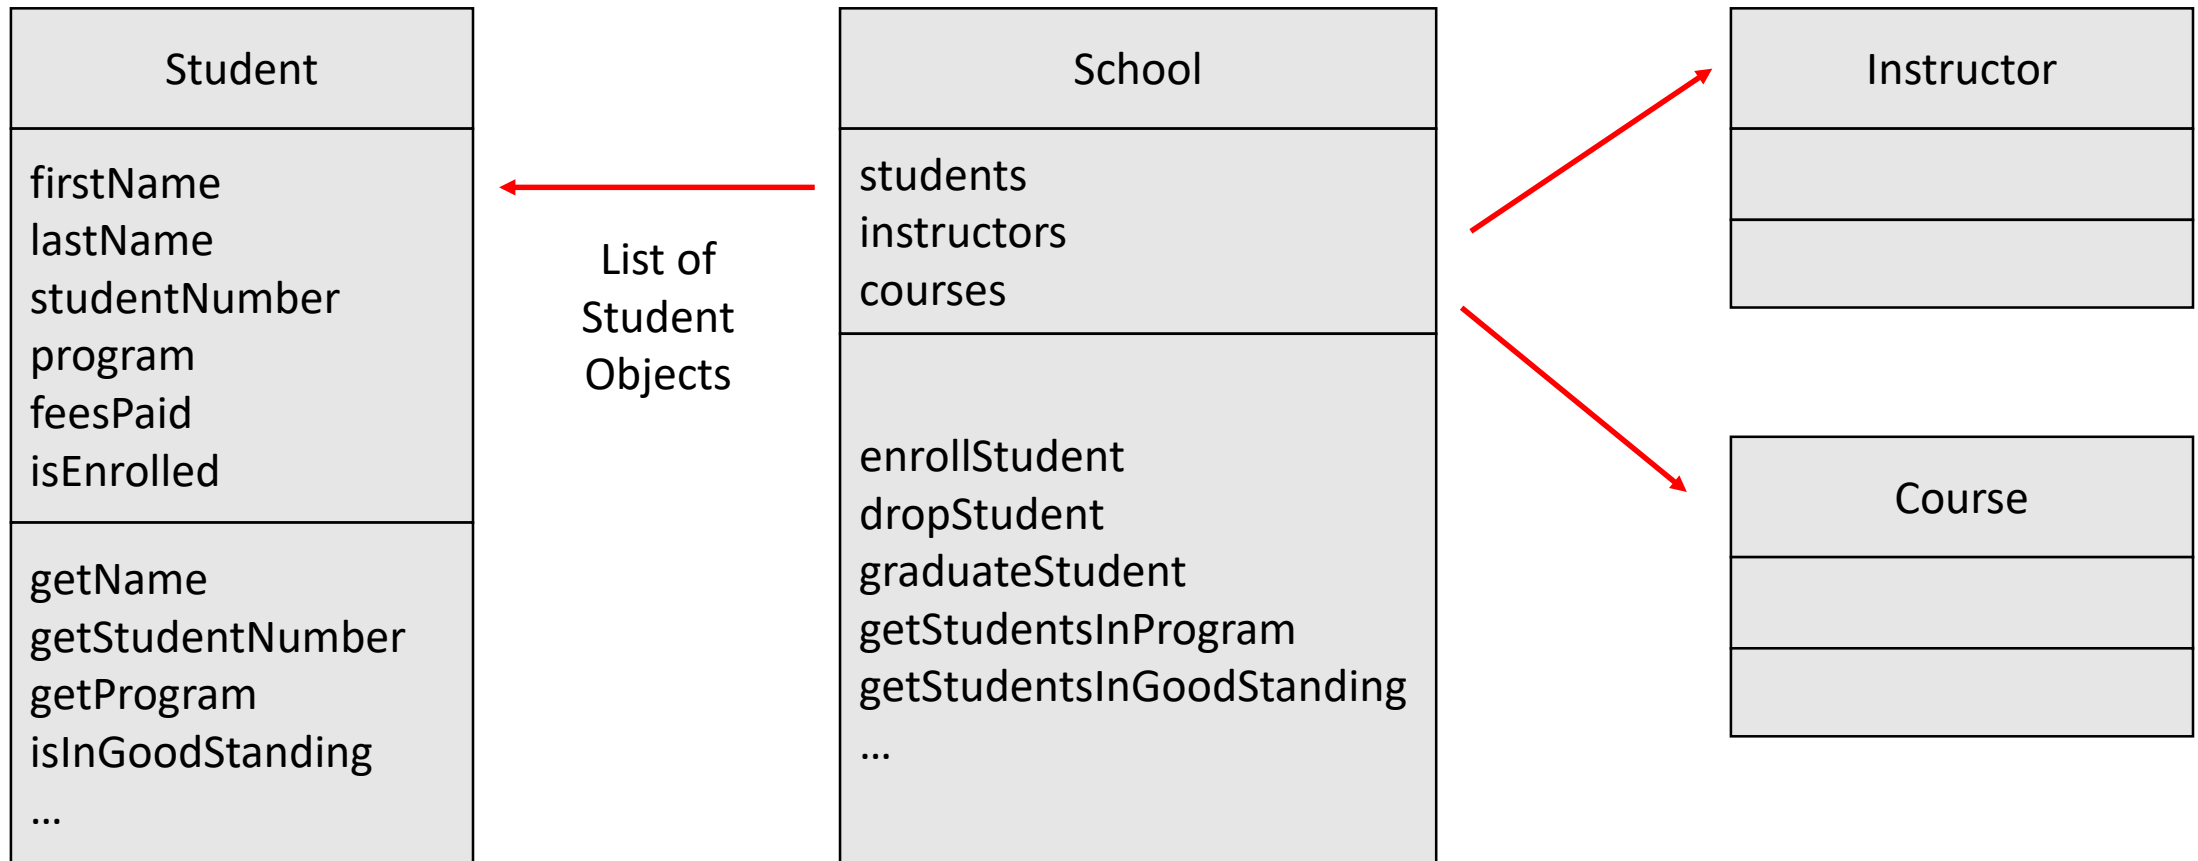 Student
firstName
lastName
studentNumber
program
feesPaid
isEnrolled
getName
getStudentNumber
getProgram
isInGoodStanding
...
List of
Student
Objects
School
students
instructors
courses
enrollStudent
dropStudent
graduateStudent
getStudentsInProgram
getStudentsInGoodStanding
...
Instructor
Course